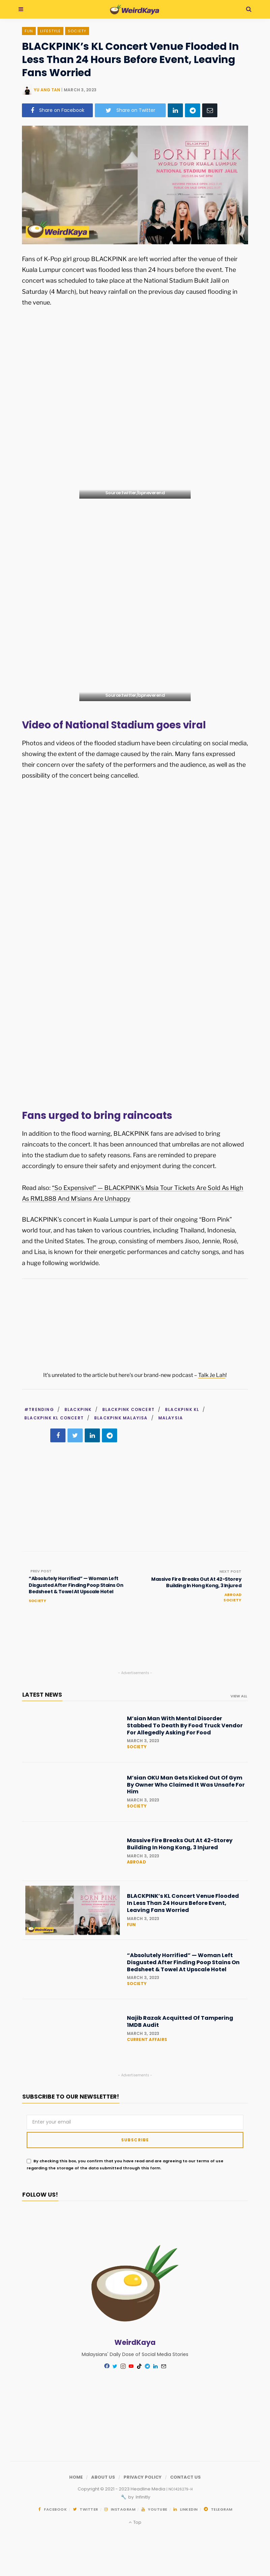 WeirdKaya
FUN LIFESTYLE SOCIETY
BLACKPINK's KL Concert Venue Flooded In
Less Than 24 Hours Before Event, Leaving
Fans Worried
FU ANG TAN | MARCH 3, 2023
Share on Facebook Share on Twitter
BORN PINK
WORLD TOUR KUALA LUMPUR
NATIONAL STADIUM BUKIT JALIL
WeirdKaya
Fans of K-Pop girl group BLACKPINK are left worried after the venue of their
Kuala Lumpur concert was flooded less than 24 hours before the event. The
concert was scheduled to take place at the National Stadium Bukit Jalil on
Saturday (4 March), but heavy rainfall on the previous day caused flooding in
the venue.
Video of National Stadium goes viral
Photos and videos of the flooded stadium have been circulating on social media,
showing the extent of the damage caused by the rain. Many fans expressed
their concern over the safety of the performers and the audience, as well as the
possibility of the concert being cancelled.
Fans urged to bring raincoats
In addition to the flood warning, BLACKPINK fans are advised to bring
raincoats to the concert. It has been announced that umbrellas are not allowed
into the stadium due to safety reasons. Fans are reminded to prepare
accordingly to ensure their safety and enjoyment during the concert.
Read also: "So Expensive!" — BLACKPINK's Msia Tour Tickets Are Sold As High
As RM1,888 And M'sians Are Unhappy
BLACKPINK's concert in Kuala Lumpur is part of their ongoing "Born Pink"
world tour, and has taken to various countries, including Thailand, Indonesia,
and the United States. The group, consisting of members Jisoo, Jennie, Rosé,
and Lisa, is known for their energetic performances and catchy songs, and has
a huge following worldwide.
It's unrelated to the article but here's our brand-new podcast – Talk Je Lah!
#TRENDING / BLACKPINK / BLACKPINK CONCERT / BLACKPINK KL /
BLACKPINK KL CONCERT / BLACKPINK MALAYISA / MALAYSIA
PREV POST
"Absolutely Horrified" — Woman Left
Disgusted After Finding Poop Stains On
Bedsheet & Towel At Upscale Hotel
SOCIETY
NEXT POST
Massive Fire Breaks Out At 42-Storey
Building In Hong Kong, 3 Injured
ABROAD
SOCIETY
- Advertisements -
LATEST NEWS
VIEW ALL
M'sian Man With Mental Disorder
Stabbed To Death By Food Truck Vendor
For Allegedly Asking For Food
MARCH 3, 2023
SOCIETY
M'sian OKU Man Gets Kicked Out Of Gym
By Owner Who Claimed It Was Unsafe For
Him
MARCH 3, 2023
SOCIETY
Massive Fire Breaks Out At 42-Storey
Building In Hong Kong, 3 Injured
MARCH 3, 2023
ABROAD
BLACKPINK's KL Concert Venue Flooded
In Less Than 24 Hours Before Event,
Leaving Fans Worried
MARCH 3, 2023
FUN
"Absolutely Horrified" — Woman Left
Disgusted After Finding Poop Stains On
Bedsheet & Towel At Upscale Hotel
MARCH 3, 2023
SOCIETY
Najib Razak Acquitted Of Tampering
1MDB Audit
MARCH 3, 2023
CURRENT AFFAIRS
- Advertisements -
SUBSCRIBE TO OUR NEWSLETTER!
Enter your email
SUBSCRIBE
By checking this box, you confirm that you have read and are agreeing to our terms of use
regarding the storage of the data submitted through this form.
FOLLOW US!
WeirdKaya
Malaysians' Daily Dose of Social Media Stories
HOME / ABOUT US / PRIVACY POLICY / CONTACT US
Copyright © 2021 - 2023 Headline Media
by Infinity
FACEBOOK TWITTER INSTAGRAM YOUTUBE LINKEDIN TELEGRAM
Top